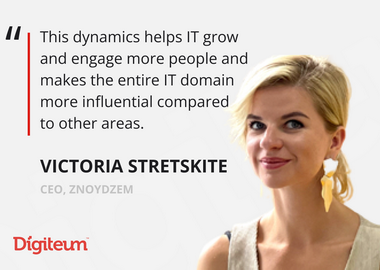 “
This dynamics helps IT grow
and engage more people and
makes the entire IT domain
more influential compared
to other areas.
VICTORIA STRETSKITE
CEO, ZNOYDZEM
Digiteum™